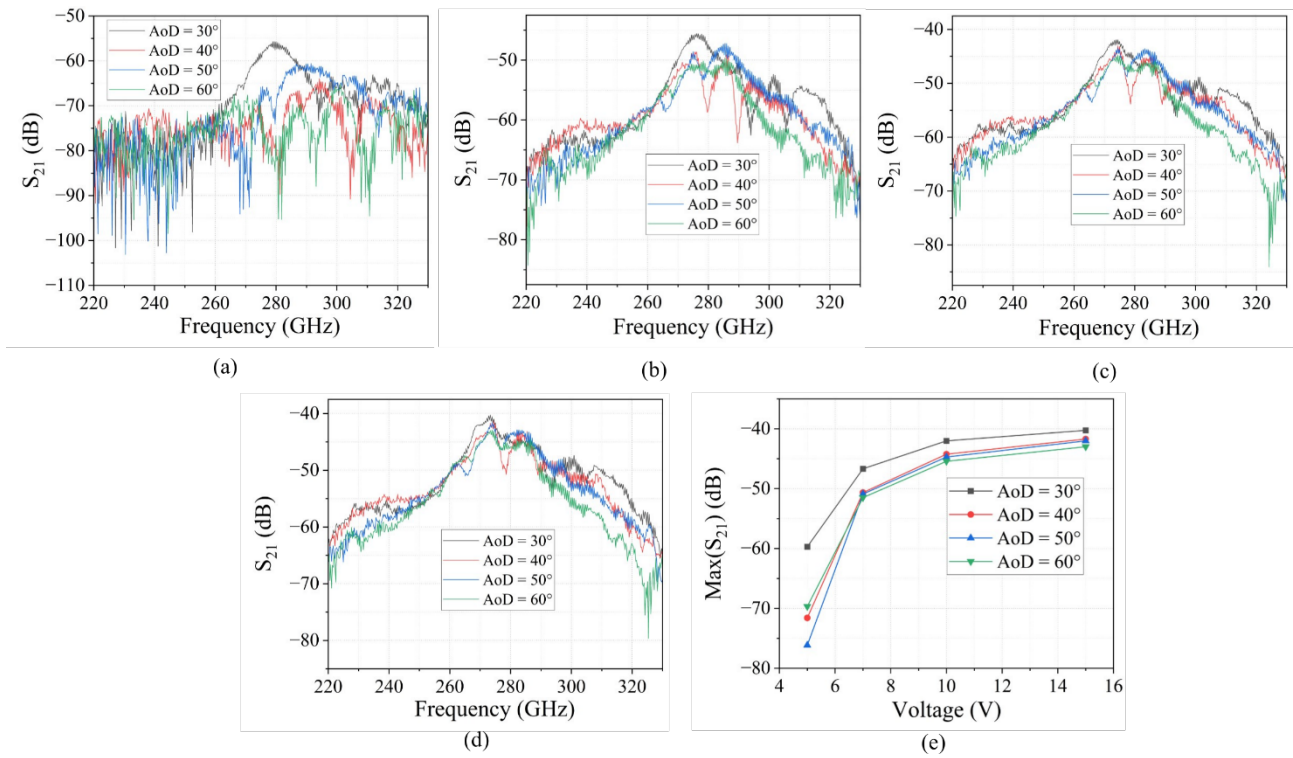 AoD = 30°
AoD = 40°
AoD = 50°
AoD = 60°
−50
−60
−70
−80
−90
−100
−110
S₂₁ (dB)
220 240 260 280 300 320
Frequency (GHz)
(a)
AoD = 30°
AoD = 40°
AoD = 50°
AoD = 60°
−40
−50
−60
−70
−80
S₂₁ (dB)
220 240 260 280 300 320
Frequency (GHz)
(b)
AoD = 30°
AoD = 40°
AoD = 50°
AoD = 60°
−40
−50
−60
−70
−80
S₂₁ (dB)
220 240 260 280 300 320
Frequency (GHz)
(c)
AoD = 30°
AoD = 40°
AoD = 50°
AoD = 60°
−40
−50
−60
−70
−80
S₂₁ (dB)
220 240 260 280 300 320
Frequency (GHz)
(d)
AoD = 30°
AoD = 40°
AoD = 50°
AoD = 60°
−40
−50
−60
−70
−80
Max(S₂₁) (dB)
4 6 8 10 12 14 16
Voltage (V)
(e)